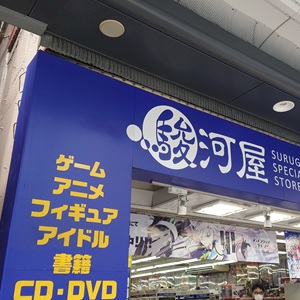 ゲーム
アニメ
フィギュア
アイドル
書籍
CD・DVD
駿河屋
SURUG
SPECIA
STORE